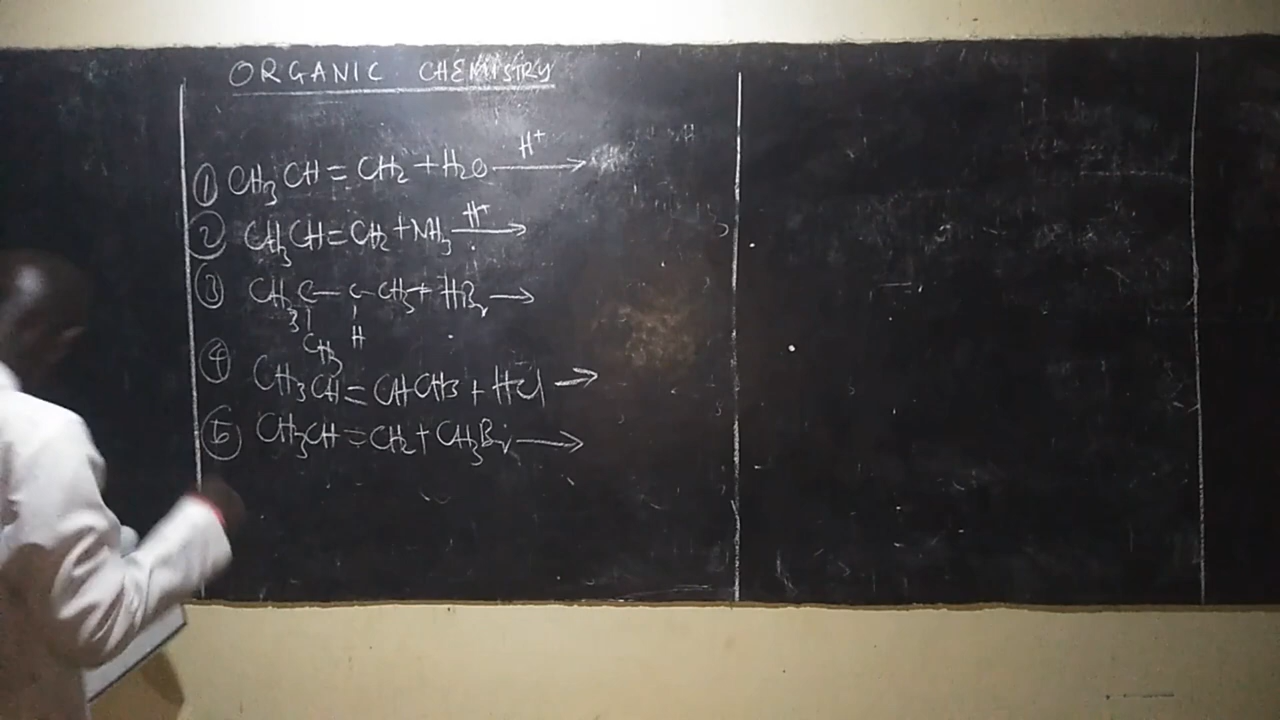 ORGANIC CHEMISTRY
① CH3CH=CH2 + H2O H+ →
② CH3CH=CH2 + NH3 H+ →
③ CH3C—C—CH3 + HBr →
CH3 H
④ CH3CH=CHCH3 + HCl →
⑤ CH3CH=CH2 + CH3Br →